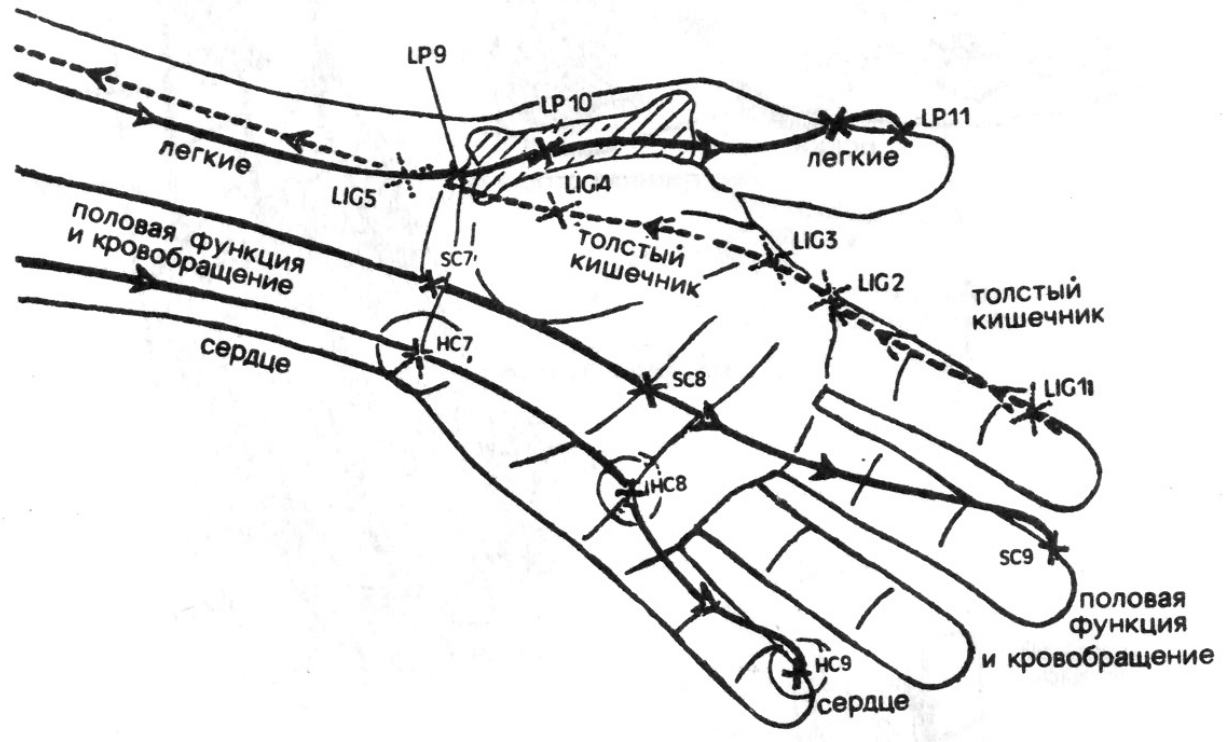 LP9
LP10
LP11
легкие
легкие
LIG5
LIG4
половая функция
и кровобращение
SC7
толстый
кишечник
LIG3
LIG2
толстый
кишечник
сердце
HC7
SC8
LIG1
HC8
SC9
половая
функция
и кровобращение
HC9
сердце